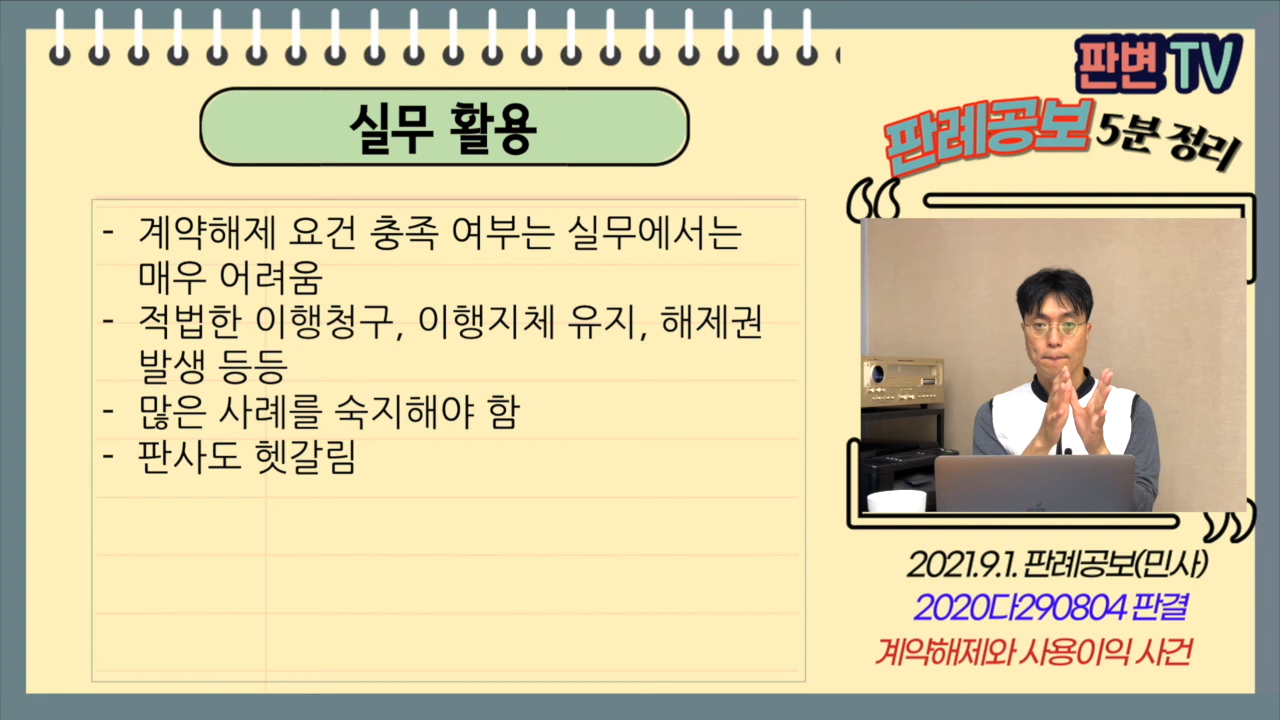 실무 활용
- 계약해제 요건 충족 여부는 실무에서는
매우 어려움
- 적법한 이행청구, 이행지체 유지, 해제권
발생 등등
- 많은 사례를 숙지해야 함
- 판사도 헷갈림
판변 TV
판례공보 5분 정리
2021.9.1. 판례공보(민사)
2020다290804 판결
계약해제와 사용이익 사건